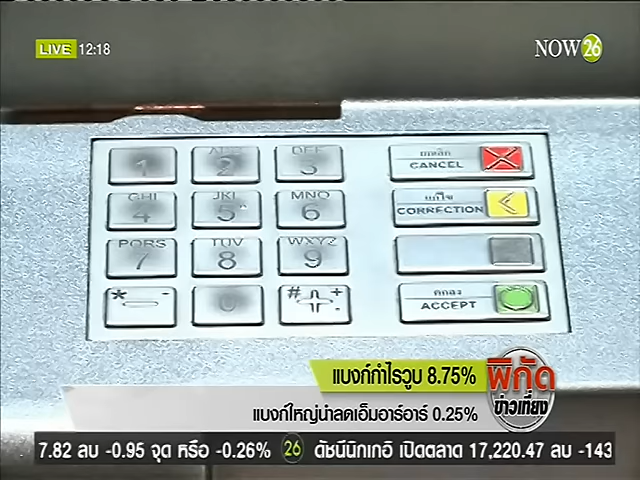 LIVE 12:18
NOW 26
1
ABC 2
DEF 3
ยกเลิก
CANCEL
GHI 4
JKL 5
MNO 6
แก้ไข
CORRECTION
PQRS 7
TUV 8
WXYZ 9
* -
0
# + -
ตกลง
ACCEPT
แบงก์กำไรวูบ 8.75%
แบงก์ใหญ่นำลดเอ็มอาร์อาร์ 0.25%
พิกัด
ข่าวเที่ยง
7.82 ลบ -0.95 จุด หรือ -0.26% 26 ดัชนีนิกเกอิ เปิดตลาด 17,220.47 ลบ -143